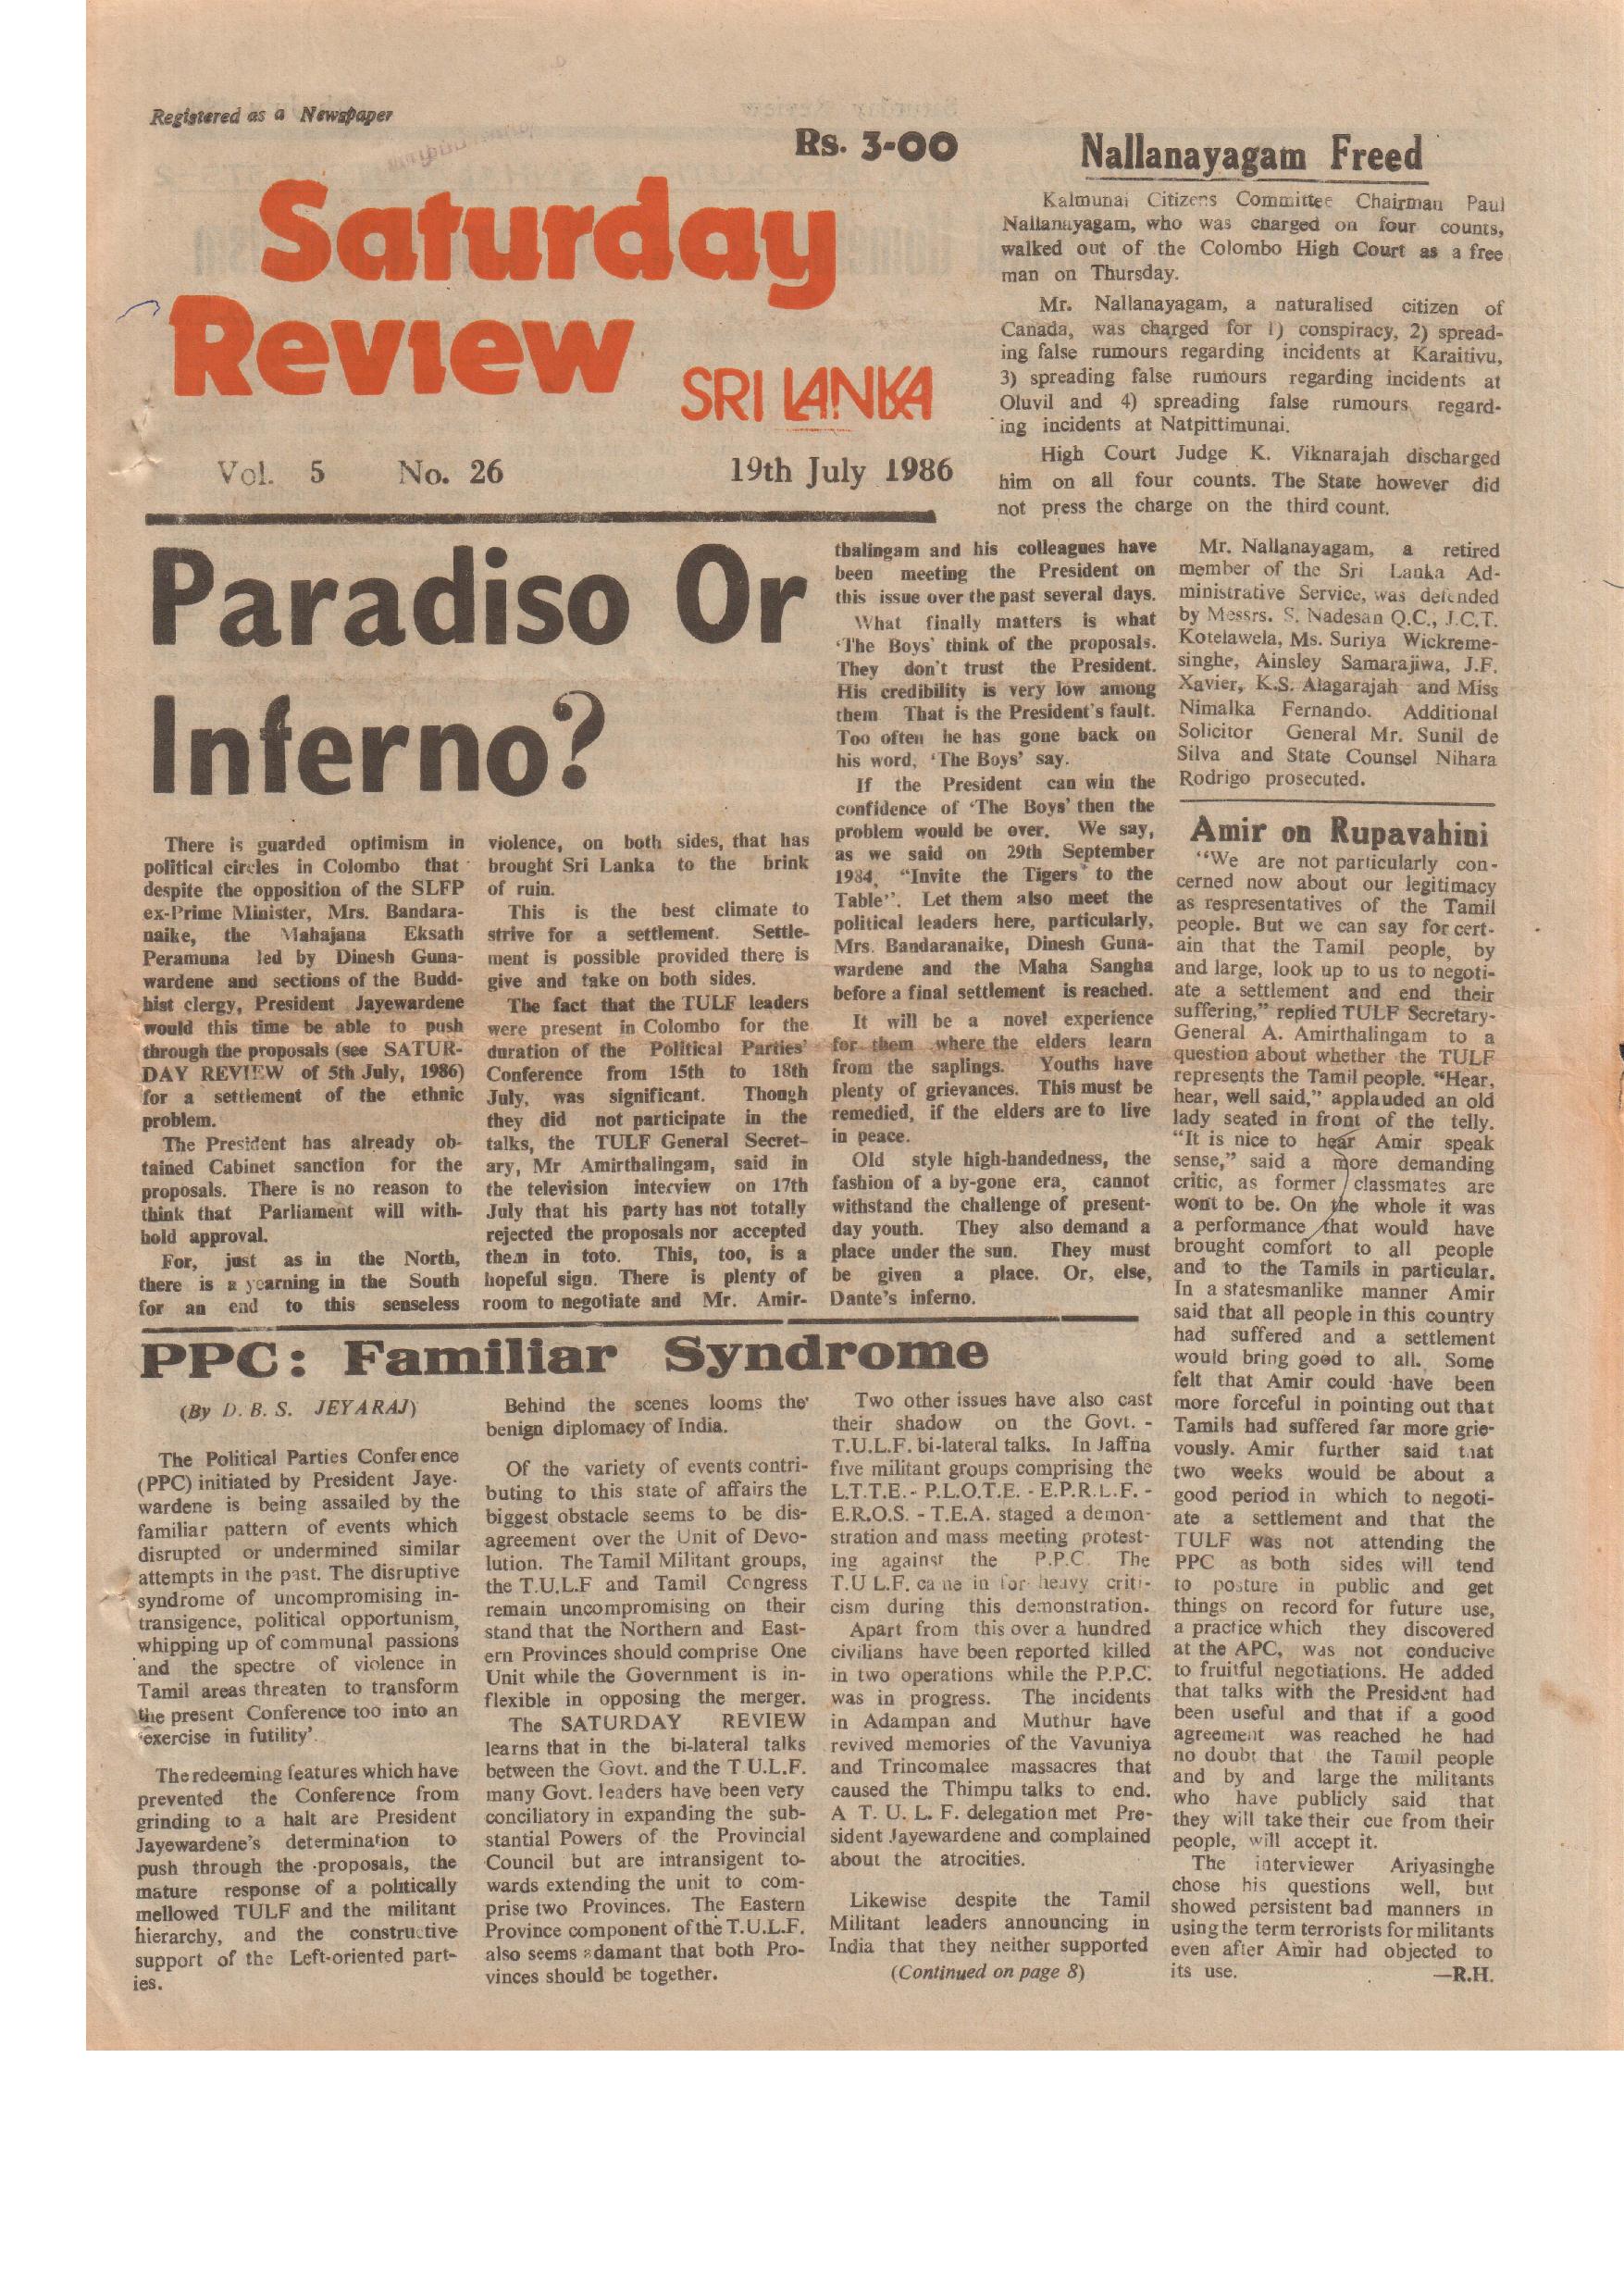 Registered as a Newspaper
Rs. 3-00
Saturday
Review
SRI LANKA
Vol. 5 No. 26 19th July 1986
Nallanayagam Freed
Kalmunai Citizens Committee Chairman Paul
Nallanayagam, who was charged on four counts,
walked out of the Colombo High Court as a free
man on Thursday.
Mr. Nallanayagam, a naturalised citizen of
Canada, was charged for 1) conspiracy, 2) spread-
ing false rumours regarding incidents at Karaitivu,
3) spreading false rumours regarding incidents at
Oluvil and 4) spreading false rumours regard-
ing incidents at Natpittimunai.
High Court Judge K. Viknarajah discharged
him on all four counts. The State however did
not press the charge on the third count.
Mr. Nallanayagam, a retired
member of the Sri Lanka Ad-
ministrative Service, was defended
by Messrs. S. Nadesan Q.C., J.C.T.
Kotelawela, Ms. Suriya Wickreme-
singhe, Ainsley Samarajiwa, J.F.
Xavier, K.S. Alagarajah and Miss
Nimalka Fernando. Additional
Solicitor General Mr. Sunil de
Silva and State Counsel Nihara
Rodrigo prosecuted.
Paradiso Or
Inferno?
There is guarded optimism in
political circles in Colombo that
despite the opposition of the SLFP
ex-Prime Minister, Mrs. Bandara-
naike, the Mahajana Eksath
Peramuna led by Dinesh Guna-
wardene and sections of the Budd-
hist clergy, President Jayewardene
would this time be able to push
through the proposals (see SATUR-
DAY REVIEW of 5th July, 1986)
for a settlement of the ethnic
problem.
The President has already ob-
tained Cabinet sanction for the
proposals. There is no reason to
think that Parliament will with-
hold approval.
For, just as in the North,
there is a yearning in the South
for an end to this senseless
violence, on both sides, that has
brought Sri Lanka to the brink
of ruin.
This is the best climate to
strive for a settlement. Settle-
ment is possible provided there is
give and take on both sides.
The fact that the TULF leaders
were present in Colombo for the
duration of the Political Parties'
Conference from 15th to 18th
July, was significant. Though
they did not participate in the
talks, the TULF General Secret-
ary, Mr Amirthalingam, said in
the television interview on 17th
July that his party has not totally
rejected the proposals nor accepted
them in toto. This, too, is a
hopeful sign. There is plenty of
room to negotiate and Mr. Amir-
thalingam and his colleagues have
been meeting the President on
this issue over the past several days.
What finally matters is what
'The Boys' think of the proposals.
They don't trust the President.
His credibility is very low among
them That is the President's fault.
Too often he has gone back on
his word, 'The Boys' say.
If the President can win the
confidence of 'The Boys' then the
problem would be over. We say,
as we said on 29th September
1984, "Invite the Tigers to the
Table". Let them also meet the
political leaders here, particularly,
Mrs. Bandaranaike, Dinesh Guna-
wardene and the Maha Sangha
before a final settlement is reached.
It will be a novel experience
for them where the elders learn
from the saplings. Youths have
plenty of grievances. This must be
remedied, if the elders are to live
in peace.
Old style high-handedness, the
fashion of a by-gone era, cannot
withstand the challenge of present-
day youth. They also demand a
place under the sun. They must
be given a place. Or, else,
Dante's inferno.
Amir on Rupavahini
"We are not particularly con-
cerned now about our legitimacy
as respresentatives of the Tamil
people. But we can say for cert-
ain that the Tamil people, by
and large, look up to us to negoti-
ate a settlement and end their
suffering," replied TULF Secretary-
General A. Amirthalingam to a
question about whether the TULF
represents the Tamil people. "Hear,
hear, well said," applauded an old
lady seated in front of the telly.
"It is nice to hear Amir speak
sense," said a more demanding
critic, as former classmates are
wont to be. On the whole it was
a performance that would have
brought comfort to all people
and to the Tamils in particular.
In a statesmanlike manner Amir
said that all people in this country
had suffered and a settlement
would bring good to all. Some
felt that Amir could have been
more forceful in pointing out that
Tamils had suffered far more grie-
vously. Amir further said that
two weeks would be about a
good period in which to negoti-
ate a settlement and that the
TULF was not attending the
PPC as both sides will tend
to posture in public and get
things on record for future use,
a practice which they discovered
at the APC, was not conducive
to fruitful negotiations. He added
that talks with the President had
been useful and that if a good
agreement was reached he had
no doubt that the Tamil people
and by and large the militants
who have publicly said that
they will take their cue from their
people, will accept it.
The interviewer Ariyasinghe
chose his questions well, but
showed persistent bad manners in
using the term terrorists for militants
even after Amir had objected to
its use. —R.H.
PPC: Familiar Syndrome
(By D. B. S. JEYARAJ)
The Political Parties Conference
(PPC) initiated by President Jaye-
wardene is being assailed by the
familiar pattern of events which
disrupted or undermined similar
attempts in the past. The disruptive
syndrome of uncompromising in-
transigence, political opportunism,
whipping up of communal passions
and the spectre of violence in
Tamil areas threaten to transform
the present Conference too into an
'exercise in futility'.
The redeeming features which have
prevented the Conference from
grinding to a halt are President
Jayewardene's determination to
push through the proposals, the
mature response of a politically
mellowed TULF and the militant
hierarchy, and the constructive
support of the Left-oriented part-
ies.
Behind the scenes looms the
benign diplomacy of India.
Of the variety of events contri-
buting to this state of affairs the
biggest obstacle seems to be dis-
agreement over the Unit of Devo-
lution. The Tamil Militant groups,
the T.U.L.F and Tamil Congress
remain uncompromising on their
stand that the Northern and East-
ern Provinces should comprise One
Unit while the Government is in-
flexible in opposing the merger.
The SATURDAY REVIEW
learns that in the bi-lateral talks
between the Govt. and the T.U.L.F.
many Govt. leaders have been very
conciliatory in expanding the sub-
stantial Powers of the Provincial
Council but are intransigent to-
wards extending the unit to com-
prise two Provinces. The Eastern
Province component of the T.U.L.F.
also seems adamant that both Pro-
vinces should be together.
Two other issues have also cast
their shadow on the Govt. -
T.U.L.F. bi-lateral talks. In Jaffna
five militant groups comprising the
L.T.T.E.- P.L.O.T.E. - E.P.R.L.F. -
E.R.O.S. - T.E.A. staged a demon-
stration and mass meeting protest-
ing against the P.P.C. The
T.U L.F. came in for heavy criti-
cism during this demonstration.
Apart from this over a hundred
civilians have been reported killed
in two operations while the P.P.C.
was in progress. The incidents
in Adampan and Muthur have
revived memories of the Vavuniya
and Trincomalee massacres that
caused the Thimpu talks to end.
A T. U. L. F. delegation met Pre-
sident Jayewardene and complained
about the atrocities.
Likewise despite the Tamil
Militant leaders announcing in
India that they neither supported
(Continued on page 8)